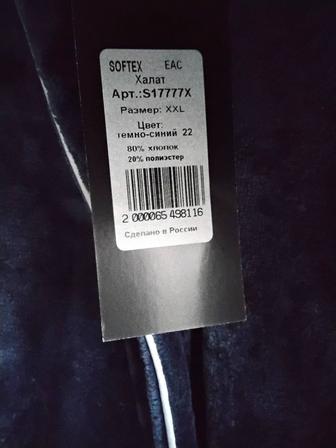 SOFTEX EAC
Халат
Арт.:S17777X
Размер: XXL
Цвет:
темно-синий 22
80% хлопок
20% полиэстер
2 000065 498116
Сделано в России